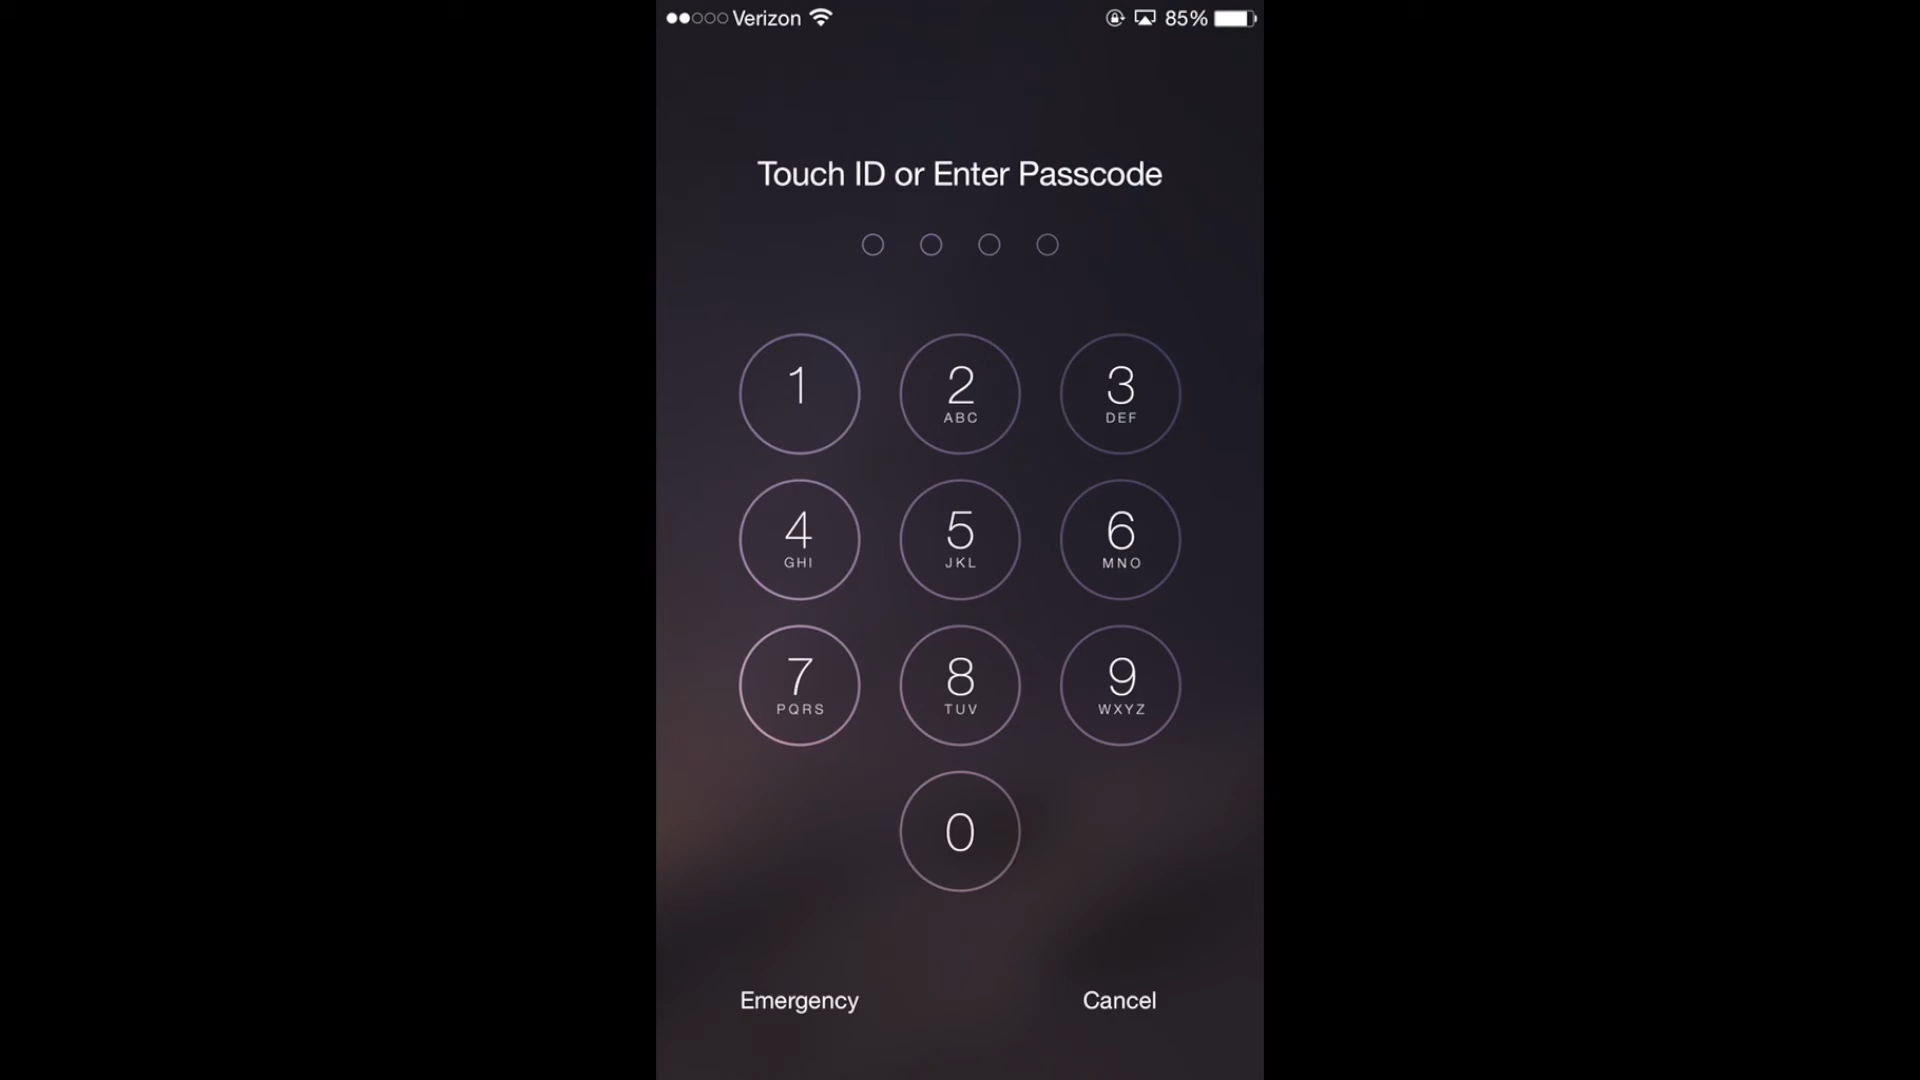 Verizon 85%
Touch ID or Enter Passcode
1 2 3
ABC DEF
4 5 6
GHI JKL MNO
7 8 9
PQRS TUV WXYZ
0
Emergency Cancel